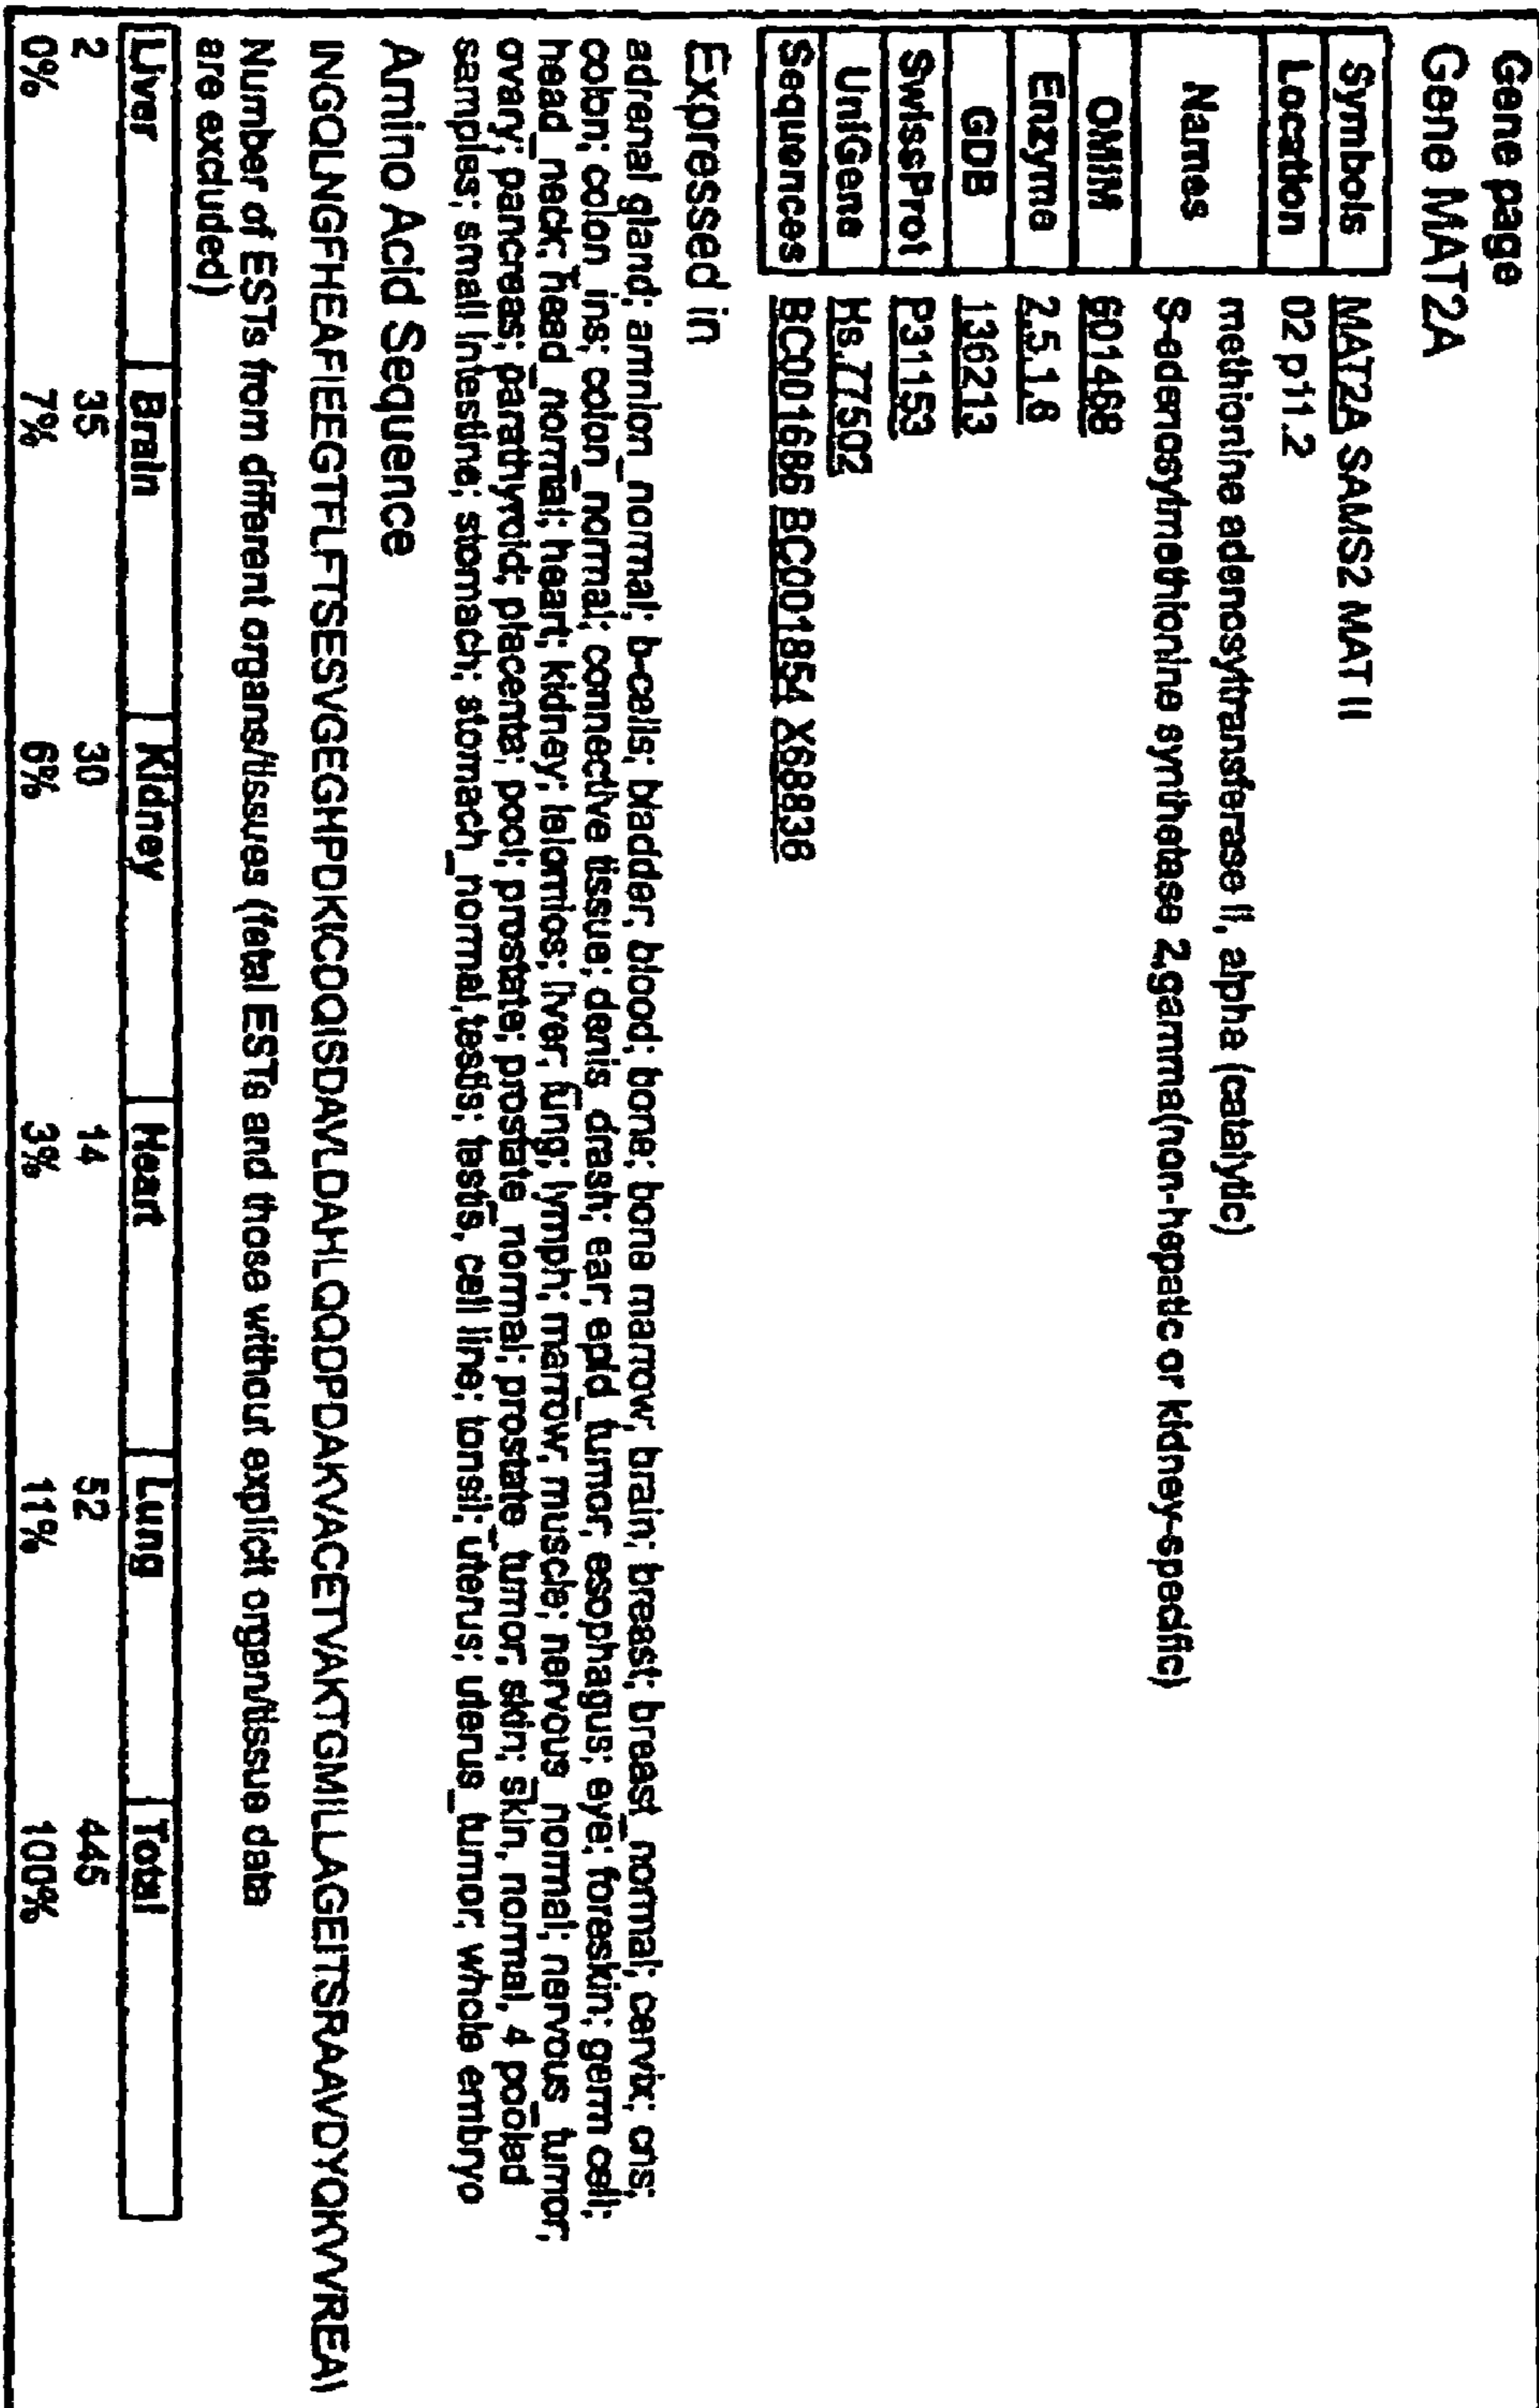 Gene page
Gene MAT2A
Symbols MAT2A SAMS2 MAT II
Location 02 p11.2
Names methionine adenosyltransferase II, alpha (catalytic)
S-adenosylmethionine synthetase 2,gamma(non-hepatic or kidney-specific)
OMIM 601468
Enzyme 2.5.1.6
GDB 136213
SwissProt P31153
UniGene Hs.77502
Sequences BC001686 BC001854 X68836
Expressed in
adrenal gland; amnion_normal; b-cells; bladder; blood; bone; bone marrow; brain; breast; breast_normal; cervix; cns;
colon; colon ins; colon_normal; connective tissue; denis_drash; ear; epid_tumor; esophagus; eye; foreskin; germ cell;
head_neck; head_normal; heart; kidney; leiomios; liver; lung; lymph; marrow; muscle; nervous_normal; nervous_tumor;
ovary; pancreas; parathyroid; placenta; pool; prostate; prostate_normal; prostate_tumor; skin; skin, normal, 4 pooled
samples; small intestine; stomach; stomach_normal; testis; testis, cell line; tonsil; uterus; uterus_tumor; whole embryo
Amino Acid Sequence
INGQLNGFHEAFIEEGTFLFTSESVGEGHPDKICDQISDAVLDAHLQQDPDAKVACETVAKTGMILLAGEITSRAAVDYQKVVREAI
Number of ESTs from different organs/tissues (fetal ESTs and those without explicit organ/tissue data
are excluded)
Liver Brain Kidney Heart Lung Total
2 35 30 14 52 445
0% 7% 6% 3% 11% 100%